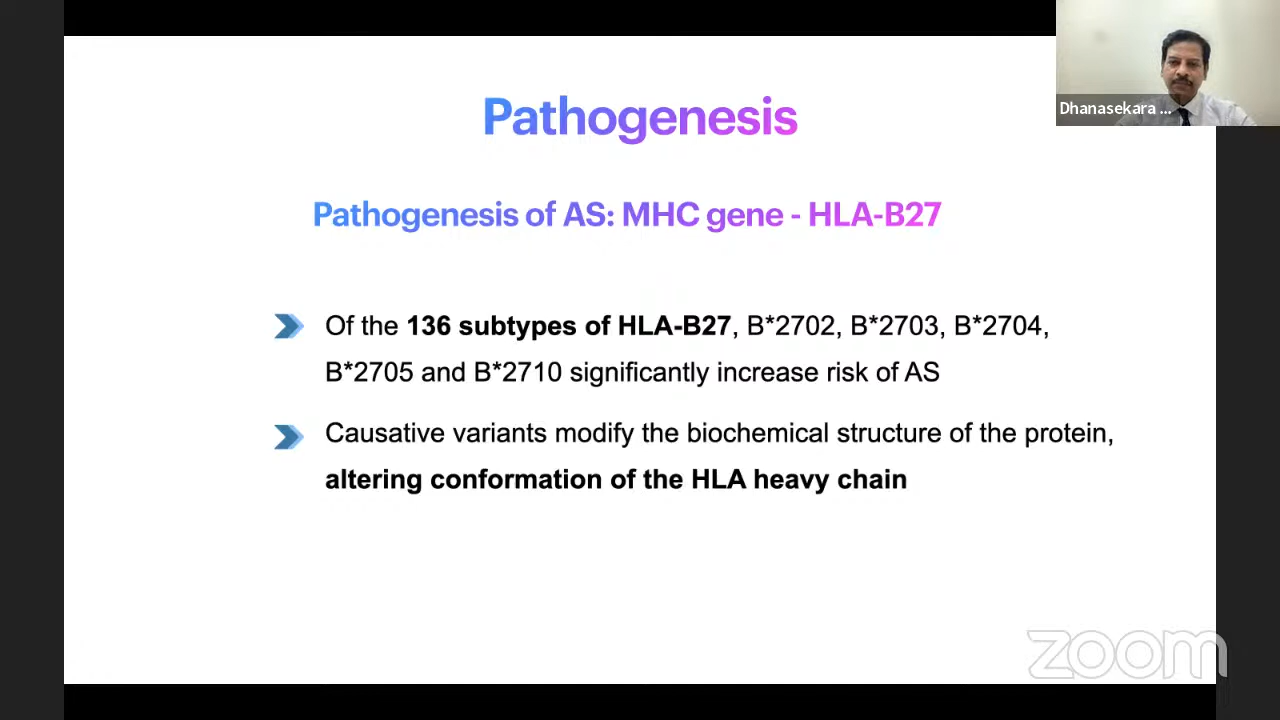 Pathogenesis
Dhanasekara ...
Pathogenesis of AS: MHC gene - HLA-B27
Of the 136 subtypes of HLA-B27, B*2702, B*2703, B*2704,
B*2705 and B*2710 significantly increase risk of AS
Causative variants modify the biochemical structure of the protein,
altering conformation of the HLA heavy chain
zoom